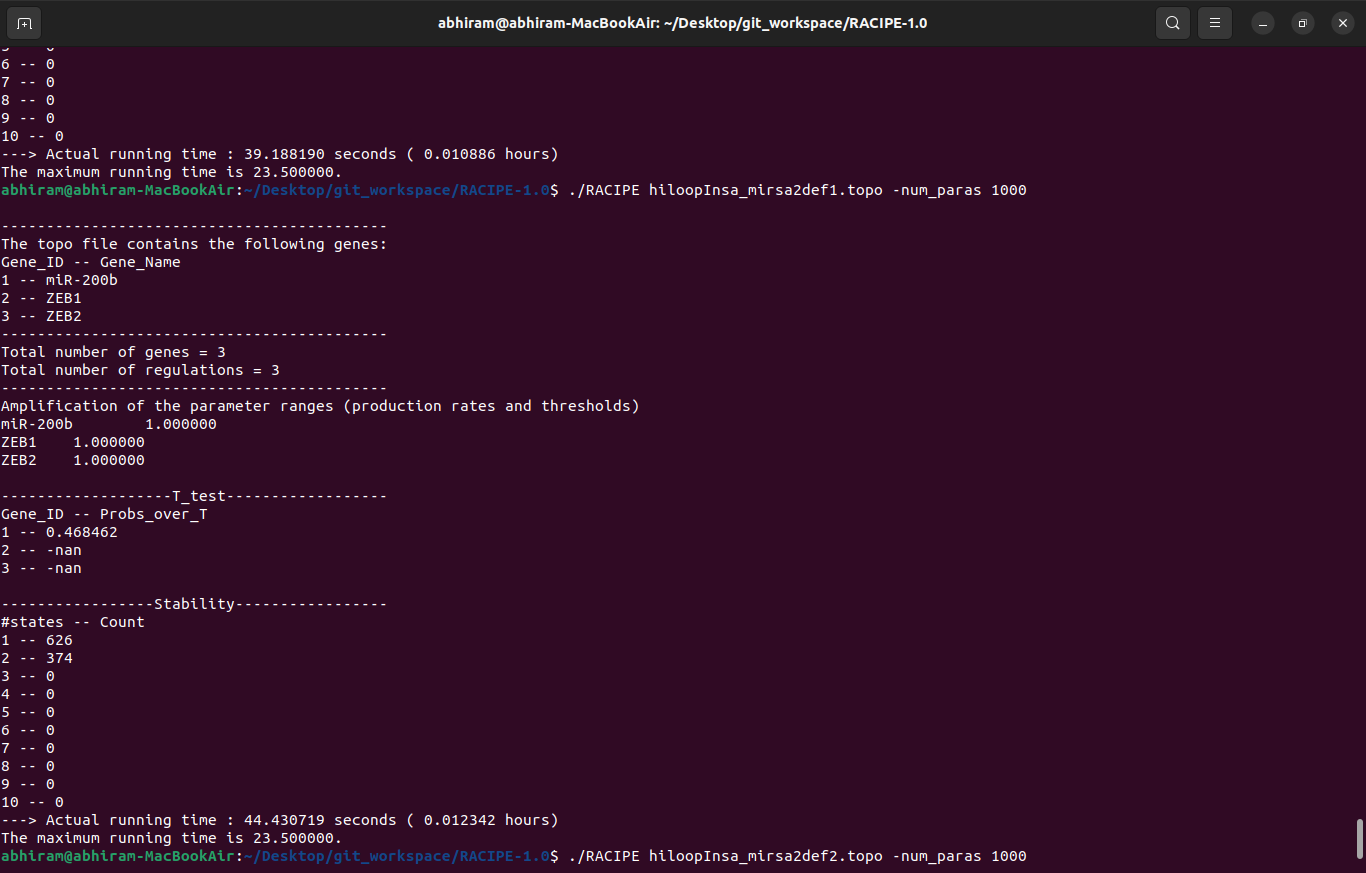 abhiram@abhiram-MacBookAir: ~/Desktop/git_workspace/RACIPE-1.0
6 -- 0
7 -- 0
8 -- 0
9 -- 0
10 -- 0
---> Actual running time : 39.188190 seconds ( 0.010886 hours)
The maximum running time is 23.500000.
abhiram@abhiram-MacBookAir:~/Desktop/git_workspace/RACIPE-1.0$ ./RACIPE hiloopInsa_mirsa2def1.topo -num_paras 1000
-------------------------------------------
The topo file contains the following genes:
Gene_ID -- Gene_Name
1 -- miR-200b
2 -- ZEB1
3 -- ZEB2
-------------------------------------------
Total number of genes = 3
Total number of regulations = 3
-------------------------------------------
Amplification of the parameter ranges (production rates and thresholds)
miR-200b        1.000000
ZEB1    1.000000
ZEB2    1.000000
-------------------T_test------------------
Gene_ID -- Probs_over_T
1 -- 0.468462
2 -- -nan
3 -- -nan
-----------------Stability-----------------
#states -- Count
1 -- 626
2 -- 374
3 -- 0
4 -- 0
5 -- 0
6 -- 0
7 -- 0
8 -- 0
9 -- 0
10 -- 0
---> Actual running time : 44.430719 seconds ( 0.012342 hours)
The maximum running time is 23.500000.
abhiram@abhiram-MacBookAir:~/Desktop/git_workspace/RACIPE-1.0$ ./RACIPE hiloopInsa_mirsa2def2.topo -num_paras 1000